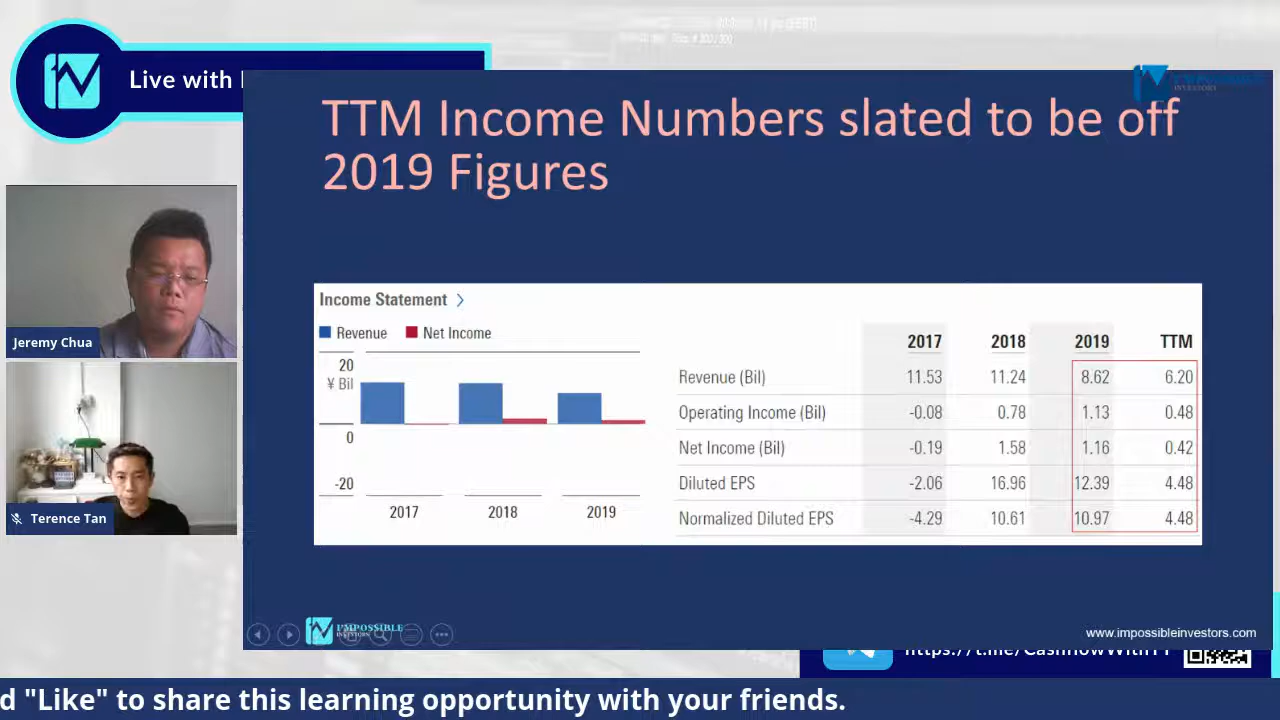 Live with
TTM Income Numbers slated to be off
2019 Figures
I'MPOSSIBLE
INVESTORS
Jeremy Chua
Terence Tan
Income Statement >
Revenue
Net Income
20
¥ Bil
0
-20
2017 2018 2019
2017 2018 2019 TTM
Revenue (Bil) 11.53 11.24 8.62 6.20
Operating Income (Bil) -0.08 0.78 1.13 0.48
Net Income (Bil) -0.19 1.58 1.16 0.42
Diluted EPS -2.06 16.96 12.39 4.48
Normalized Diluted EPS -4.29 10.61 10.97 4.48
I'MPOSSIBLE
INVESTORS
www.impossibleinvestors.com
d "Like" to share this learning opportunity with your friends.